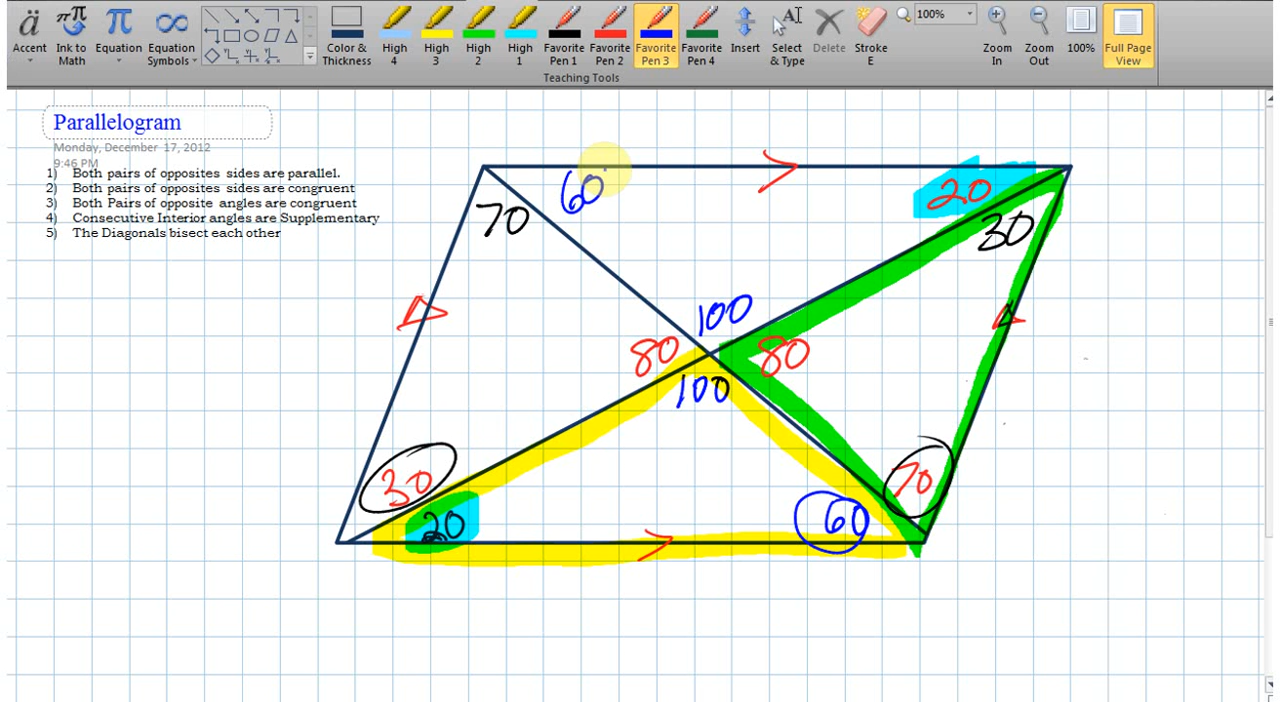 Accent
Ink to Math
Equation
Equation Symbols
Color & Thickness
High 4
High 3
High 2
High 1
Favorite Pen 1
Favorite Pen 2
Favorite Pen 3
Favorite Pen 4
Insert
Select & Type
Delete
Stroke E
100%
Zoom In
Zoom Out
100%
Full Page View
Teaching Tools
Parallelogram
Monday, December 17, 2012
9:46 PM
1) Both pairs of opposites sides are parallel.
2) Both pairs of opposites sides are congruent
3) Both Pairs of opposite angles are congruent
4) Consecutive Interior angles are Supplementary
5) The Diagonals bisect each other
60
20
70
30
100
80
80
100
30
70
20
60